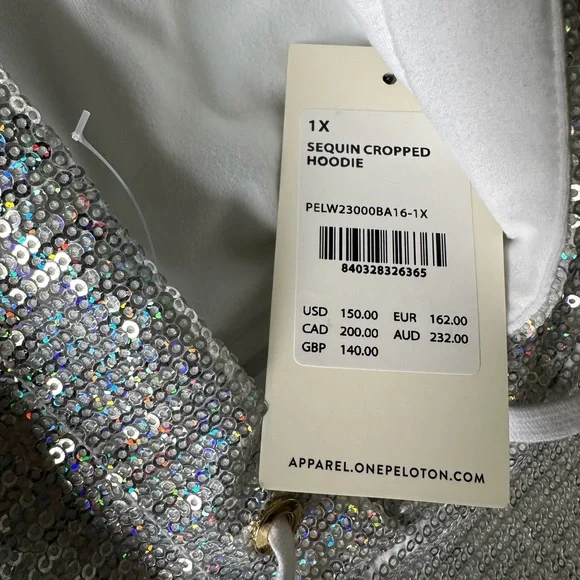 1X
SEQUIN CROPPED
HOODIE
PELW23000BA16-1X
840328326365
USD 150.00 EUR 162.00
CAD 200.00 AUD 232.00
GBP 140.00
APPAREL.ONEPELOTON.COM